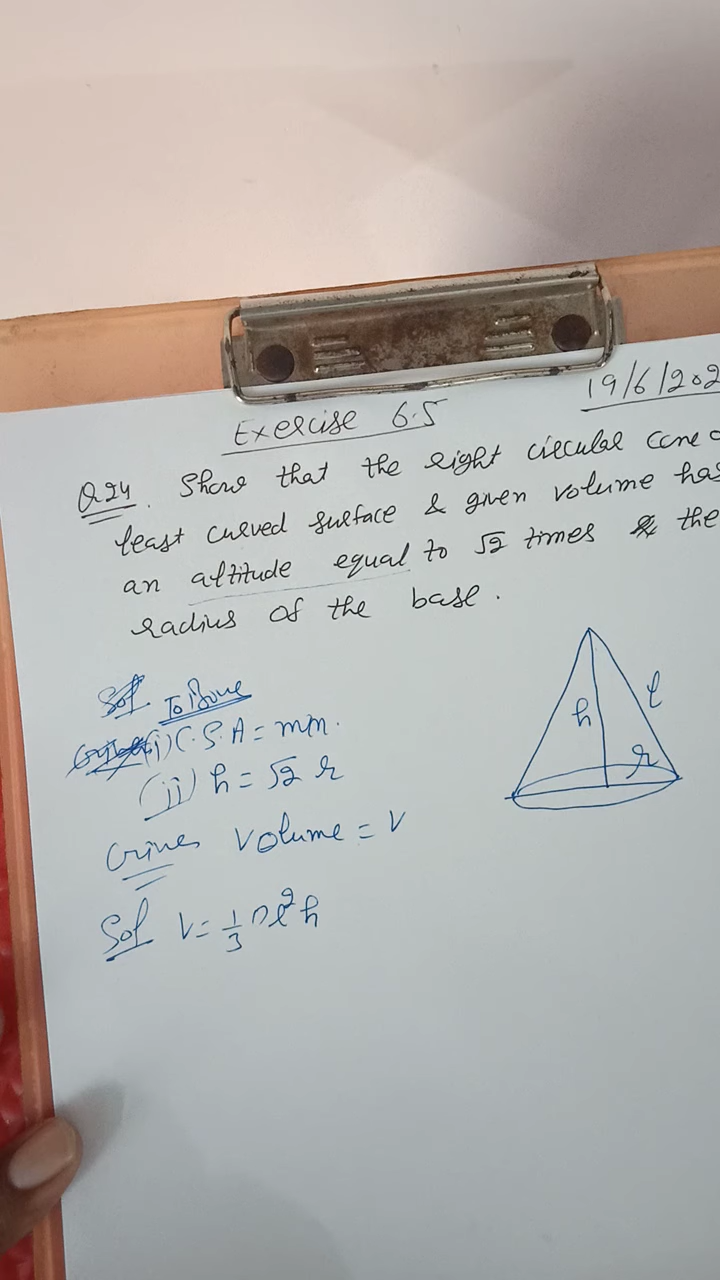 Exercise 6.5
19/6/202
Q24. Show that the right circular cone o
least curved surface & given volume has
an altitude equal to √2 times the
radius of the base.
Sol To Prove
(i) C.S.A = min.
(ii) h = √2 r
Given Volume = V
Sol V = 1/3 πr²h
h
l
r